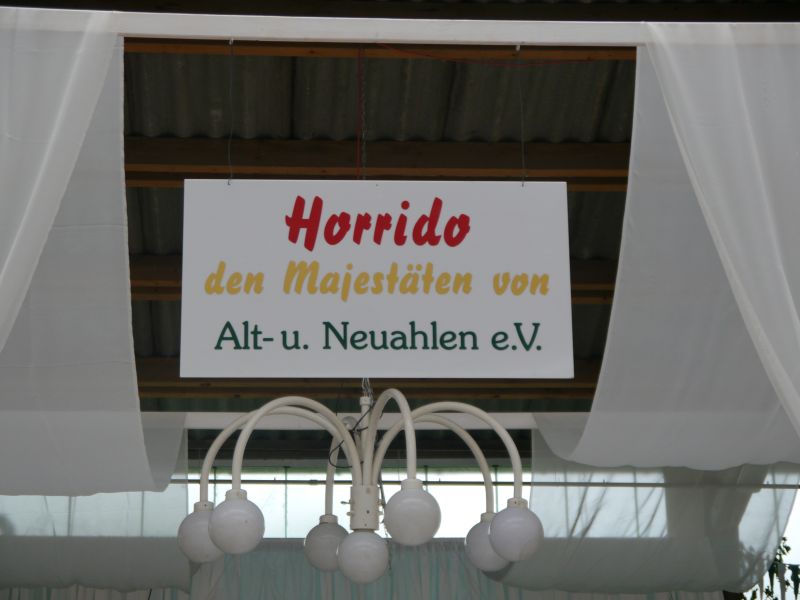 Horrido
den Majestäten von
Alt- u. Neuahlen e.V.